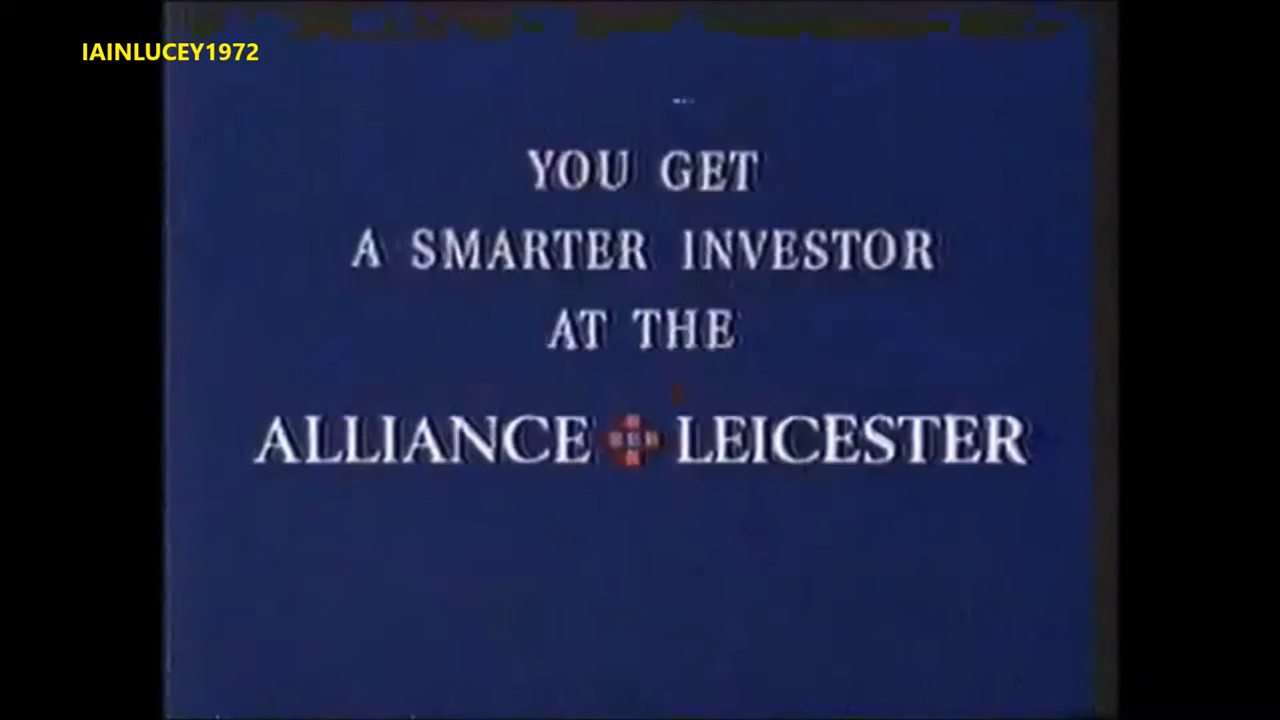 IAINLUCEY1972
YOU GET
A SMARTER INVESTOR
AT THE
ALLIANCE LEICESTER